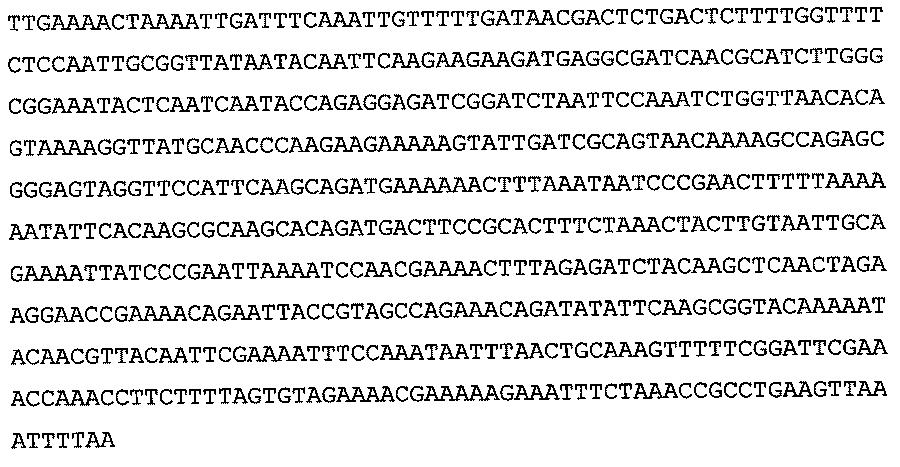 TTGAAAACTAAAATTGATTTCAAATTGTTTTTGATAACGACTCTGACTCTTTTGGTTTT
CTCCAATTGCGGTTATAATACAATTCAAGAAGAAGATGAGGCGATCAACGCATCTTGGG
CGGAAATACTCAATCAATACCAGAGGAGATCGGATCTAATTCCAAATCTGGTTAACACA
GTAAAAGGTTATGCAACCCAAGAAGAAAAAGTATTGATCGCAGTAACAAAAGCCAGAGC
GGGAGTAGGTTCCATTCAAGCAGATGAAAAAACTTTAAATAATCCCGAACTTTTTAAAA
AATATTCACAAGCGCAAGCACAGATGACTTCCGCACTTTCTAAACTACTTGTAATTGCA
GAAAATTATCCCGAATTAAAATCCAACGAAAACTTTAGAGATCTACAAGCTCAACTAGA
AGGAACCGAAAACAGAATTACCGTAGCCAGAAACAGATATATTCAAGCGGTACAAAAAT
ACAACGTTACAATTCGAAAATTTCCAAATAATTTAACTGCAAAGTTTTTCGGATTCGAA
ACCAAACCTTCTTTTAGTGTAGAAAACGAAAAAGAAATTTCTAAACCGCCTGAAGTTAA
ATTTTAA